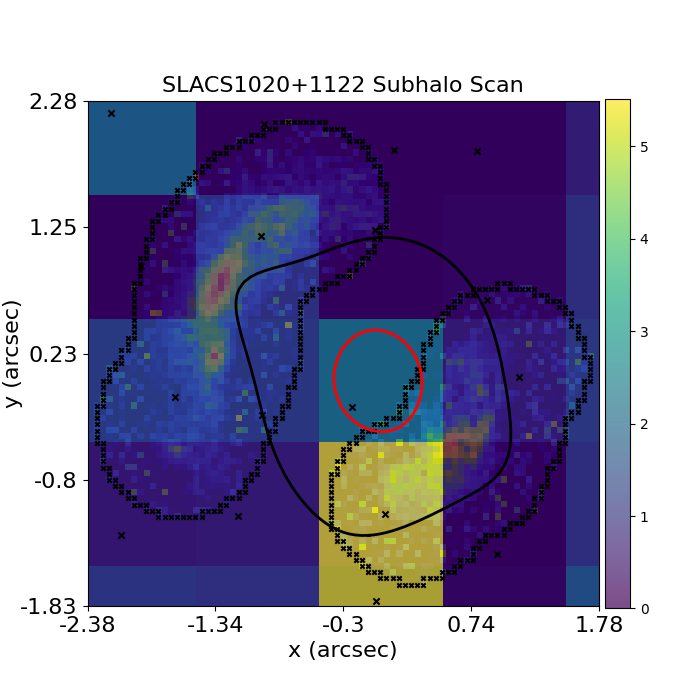 SLACS1020+1122 Subhalo Scan
2.28
1.25
0.23
-0.8
-1.83
y (arcsec)
-2.38 -1.34 -0.3 0.74 1.78
x (arcsec)
5
4
3
2
1
0